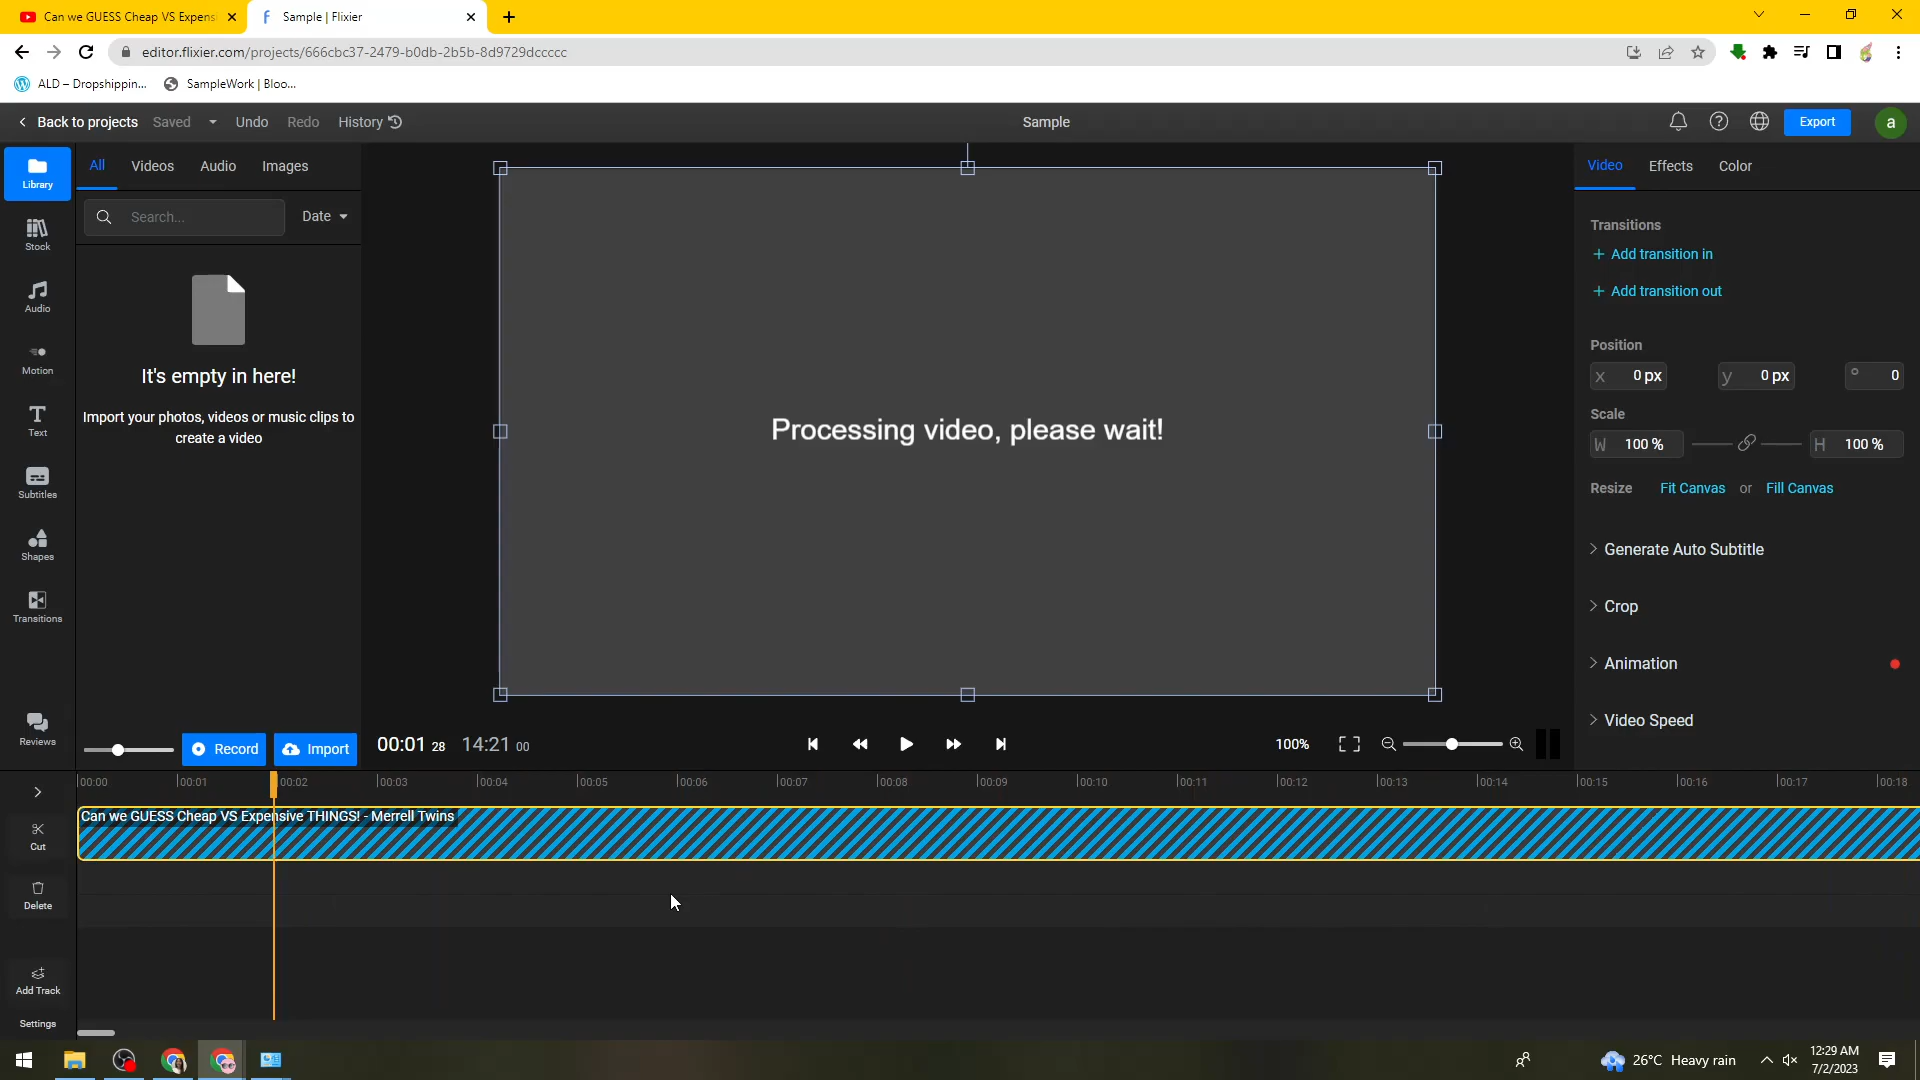 Can we GUESS Cheap VS Expens
Sample | Flixier
editor.flixier.com/projects/666cbc37-2479-b0db-2b5b-8d9729dccccc
ALD – Dropshippin...
SampleWork | Bloo...
Back to projects
Saved
Undo
Redo
History
Sample
Export
a
Library
Stock
Audio
Motion
Text
Subtitles
Shapes
Transitions
Reviews
All
Videos
Audio
Images
Search...
Date
It's empty in here!
Import your photos, videos or music clips to
create a video
Record
Import
Processing video, please wait!
00:01 28
14:21 00
100%
Video
Effects
Color
Transitions
+ Add transition in
+ Add transition out
Position
x 0 px
y 0 px
° 0
Scale
W 100 %
H 100 %
Resize
Fit Canvas
or
Fill Canvas
Generate Auto Subtitle
Crop
Animation
Video Speed
00:00
00:01
00:02
00:03
00:04
00:05
00:06
00:07
00:08
00:09
00:10
00:11
00:12
00:13
00:14
00:15
00:16
00:17
00:18
Can we GUESS Cheap VS Expensive THINGS! - Merrell Twins
Cut
Delete
Add Track
Settings
26°C Heavy rain
12:29 AM
7/2/2023